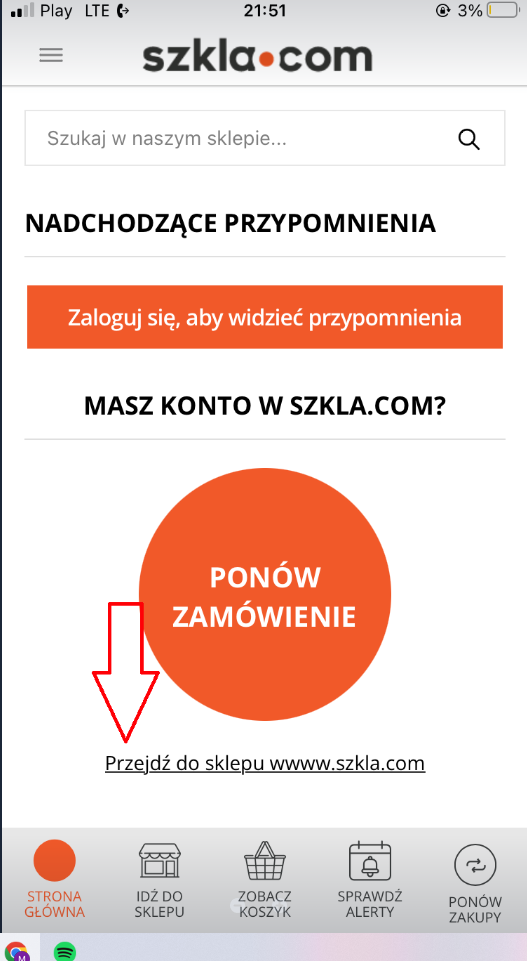 Play LTE 21:51 3%
szkla.com
Szukaj w naszym sklepie...
NADCHODZĄCE PRZYPOMNIENIA
Zaloguj się, aby widzieć przypomnienia
MASZ KONTO W SZKLA.COM?
PONÓW
ZAMÓWIENIE
Przejdź do sklepu wwww.szkla.com
STRONA
GŁÓWNA
IDŹ DO
SKLEPU
ZOBACZ
KOSZYK
SPRAWDŹ
ALERTY
PONÓW
ZAKUPY
M